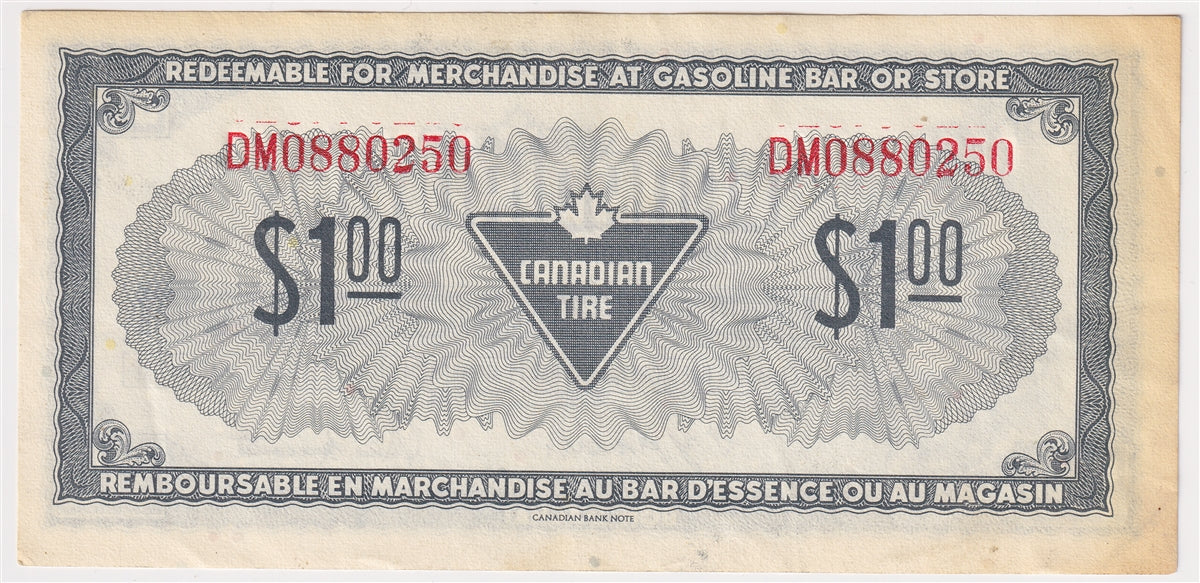 REDEEMABLE FOR MERCHANDISE AT GASOLINE BAR OR STORE
DM0880250 DM0880250
$1.00 CANADIAN TIRE $1.00
REMBOURSABLE EN MARCHANDISE AU BAR D'ESSENCE OU AU MAGASIN
CANADIAN BANK NOTE